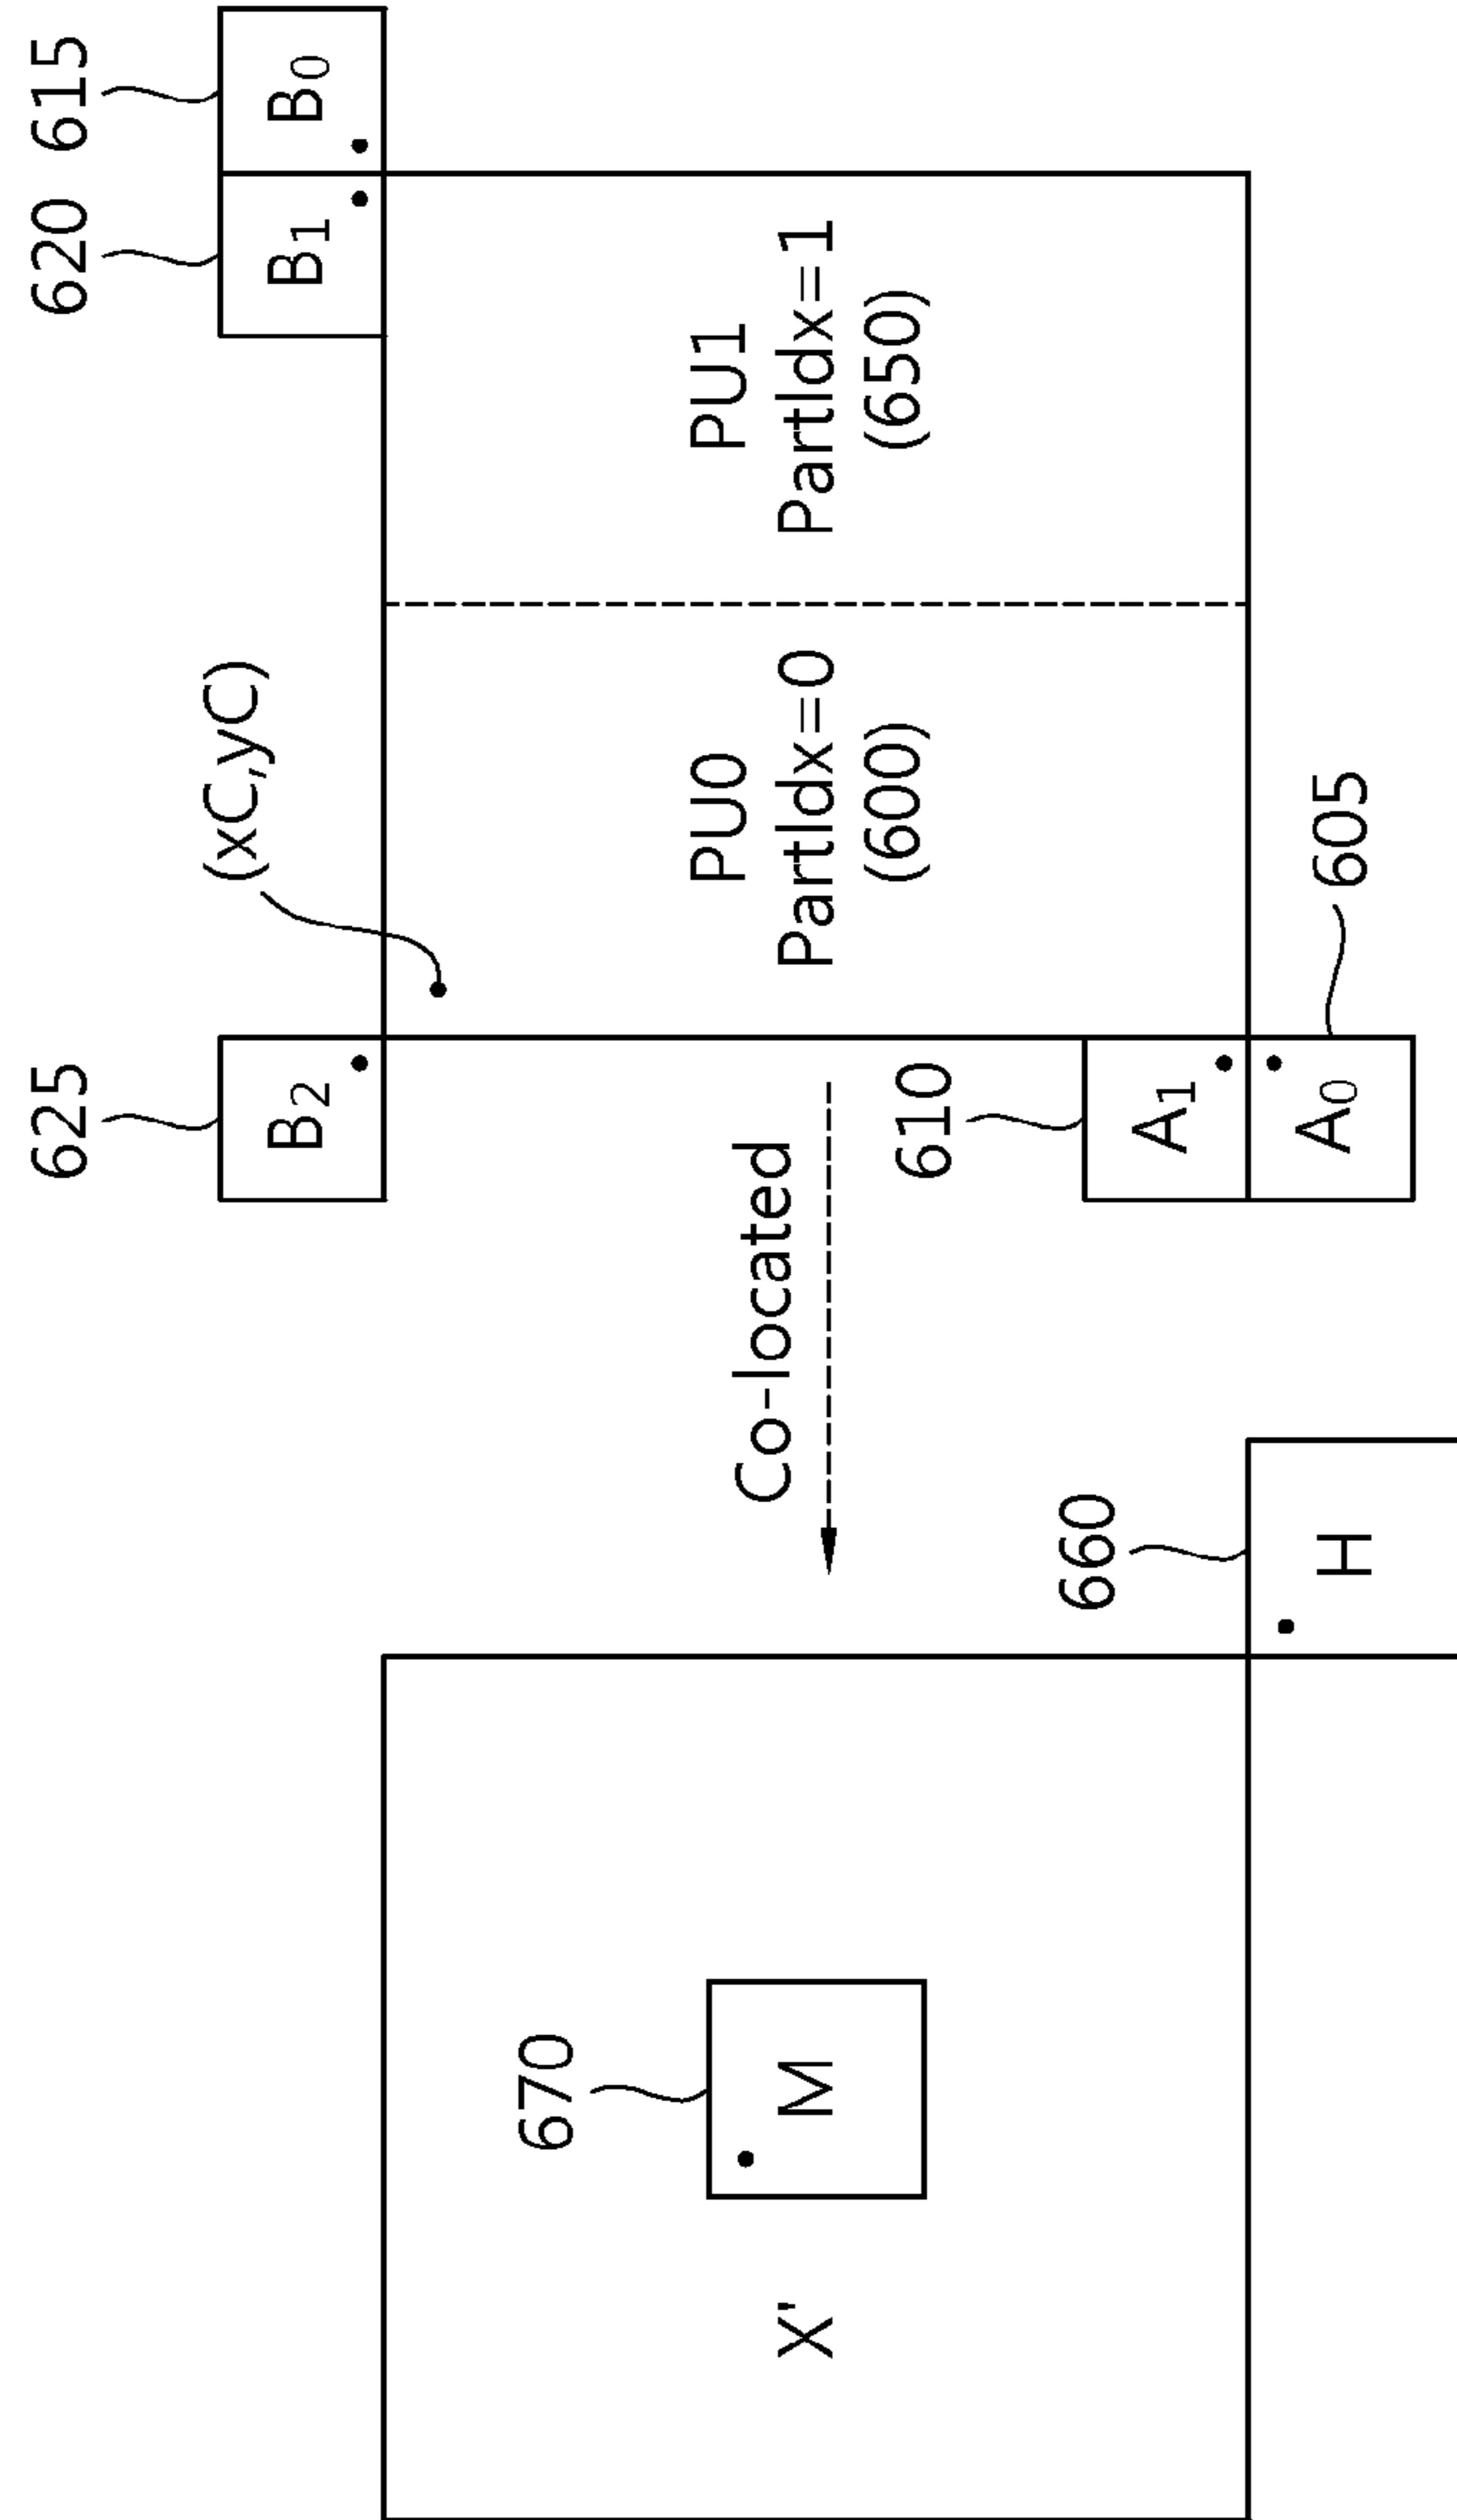 625
620
615
(xC,yC)
B2
B1
B0
670
X'
M
Co-located
PU0
PartIdx=0
(600)
PU1
PartIdx=1
(650)
610
660
A1
H
A0
605